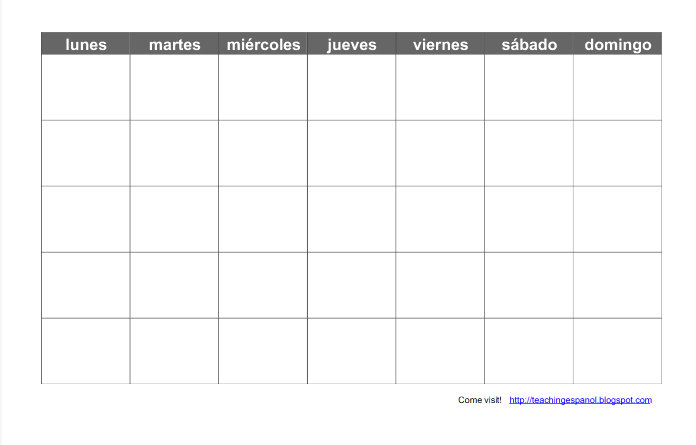 lunes martes miércoles jueves viernes sábado domingo
Come visit! http://teachingespanol.blogspot.com